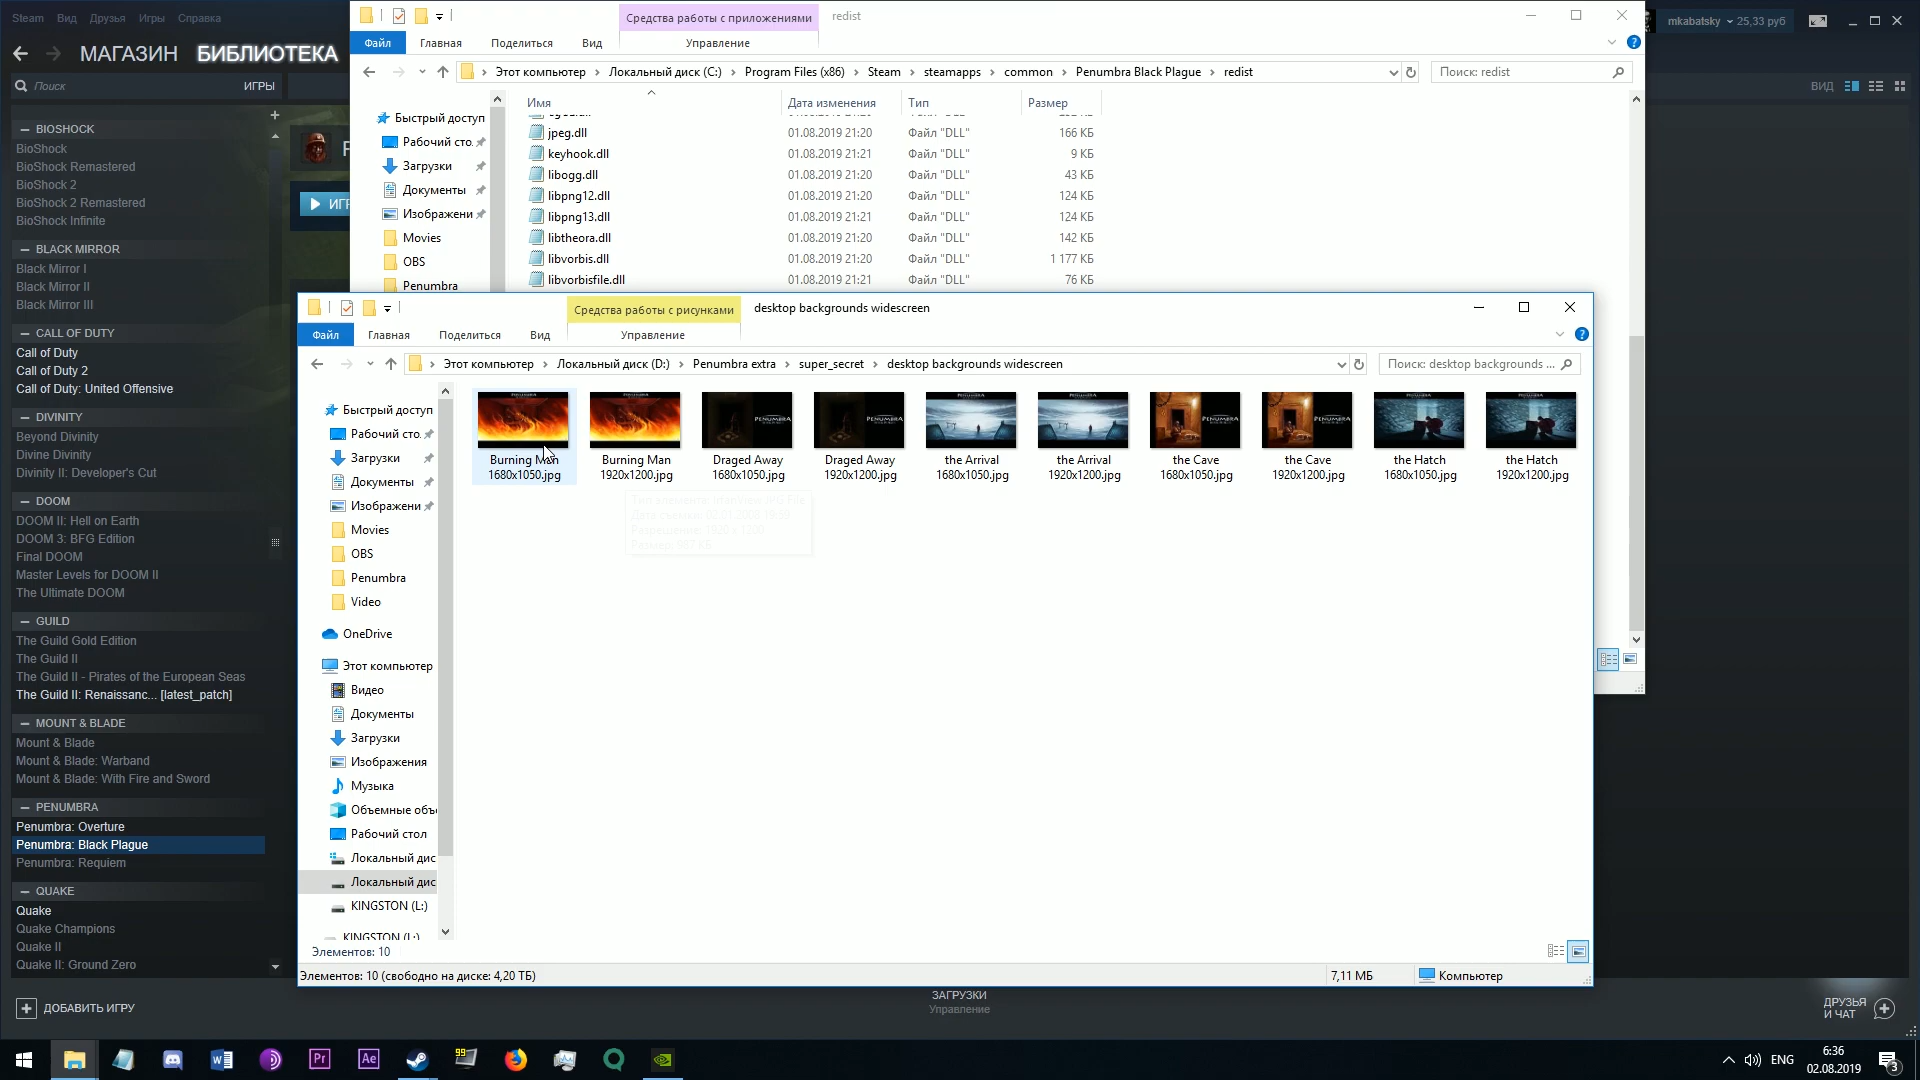 Steam Вид Друзья Игры Справка
МАГАЗИН БИБЛИОТЕКА
Поиск ИГРЫ
BIOSHOCK
BioShock
BioShock Remastered
BioShock 2
BioShock 2 Remastered
BioShock Infinite
BLACK MIRROR
Black Mirror I
Black Mirror II
Black Mirror III
CALL OF DUTY
Call of Duty
Call of Duty 2
Call of Duty: United Offensive
DIVINITY
Beyond Divinity
Divine Divinity
Divinity II: Developer's Cut
DOOM
DOOM II: Hell on Earth
DOOM 3: BFG Edition
Final DOOM
Master Levels for DOOM II
The Ultimate DOOM
GUILD
The Guild Gold Edition
The Guild II
The Guild II - Pirates of the European Seas
The Guild II: Renaissanc... [latest_patch]
MOUNT & BLADE
Mount & Blade
Mount & Blade: Warband
Mount & Blade: With Fire and Sword
PENUMBRA
Penumbra: Overture
Penumbra: Black Plague
Penumbra: Requiem
QUAKE
Quake
Quake Champions
Quake II
Quake II: Ground Zero
ДОБАВИТЬ ИГРУ
Средства работы с приложениями redist
Файл Главная Поделиться Вид Управление
Этот компьютер Локальный диск (C:) Program Files (x86) Steam steamapps common Penumbra Black Plague redist
Поиск: redist
Быстрый доступ
Рабочий сто.
Загрузки
Документы
Изображени
Movies
OBS
Penumbra
Имя Дата изменения Тип Размер
jpeg.dll 01.08.2019 21:20 Файл "DLL" 166 КБ
keyhook.dll 01.08.2019 21:21 Файл "DLL" 9 КБ
libogg.dll 01.08.2019 21:20 Файл "DLL" 43 КБ
libpng12.dll 01.08.2019 21:20 Файл "DLL" 124 КБ
libpng13.dll 01.08.2019 21:21 Файл "DLL" 124 КБ
libtheora.dll 01.08.2019 21:20 Файл "DLL" 142 КБ
libvorbis.dll 01.08.2019 21:20 Файл "DLL" 1 177 КБ
libvorbisfile.dll 01.08.2019 21:21 Файл "DLL" 76 КБ
mkabatsky 25,33 руб
ВИД
Средства работы с рисунками desktop backgrounds widescreen
Файл Главная Поделиться Вид Управление
Этот компьютер Локальный диск (D:) Penumbra extra super_secret desktop backgrounds widescreen
Поиск: desktop backgrounds ...
Быстрый доступ
Рабочий сто.
Загрузки
Документы
Изображени
Movies
OBS
Penumbra
Video
OneDrive
Этот компьютер
Видео
Документы
Загрузки
Изображения
Музыка
Объемные объ
Рабочий стол
Локальный дис
Локальный дис
KINGSTON (L:)
KINGSTON (L:)
Burning Man 1680x1050.jpg
Burning Man 1920x1200.jpg
Draged Away 1680x1050.jpg
Draged Away 1920x1200.jpg
the Arrival 1680x1050.jpg
the Arrival 1920x1200.jpg
the Cave 1680x1050.jpg
the Cave 1920x1200.jpg
the Hatch 1680x1050.jpg
the Hatch 1920x1200.jpg
Элементов: 10
Элементов: 10 (свободно на диске: 4,20 ТБ) 7,11 МБ Компьютер
ЗАГРУЗКИ
Управление
ДРУЗЬЯ
И ЧАТ
ENG
6:36
02.08.2019
3